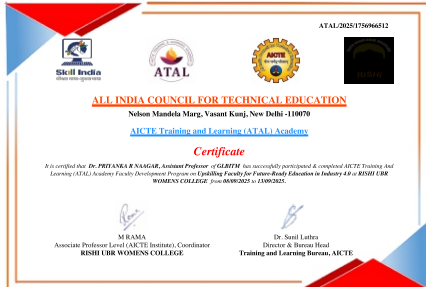 ATAL/2025/1756966512
Skill India
कौशल भारत-कुशल भारत
ATAL
AICTE
RISHI
ALL INDIA COUNCIL FOR TECHNICAL EDUCATION
Nelson Mandela Marg, Vasant Kunj, New Delhi -110070
AICTE Training and Learning (ATAL) Academy
Certificate
It is certified that Dr. PRIYANKA R NAAGAR, Assistant Professor of GLBITM has successfully participated & completed AICTE Training And
Learning (ATAL) Academy Faculty Development Program on Upskilling Faculty for Future-Ready Education in Industry 4.0 at RISHI UBR
WOMENS COLLEGE from 08/09/2025 to 13/09/2025.
M RAMA
Associate Professor Level (AICTE Institute), Coordinator
RISHI UBR WOMENS COLLEGE
Dr. Sunil Luthra
Director & Bureau Head
Training and Learning Bureau, AICTE